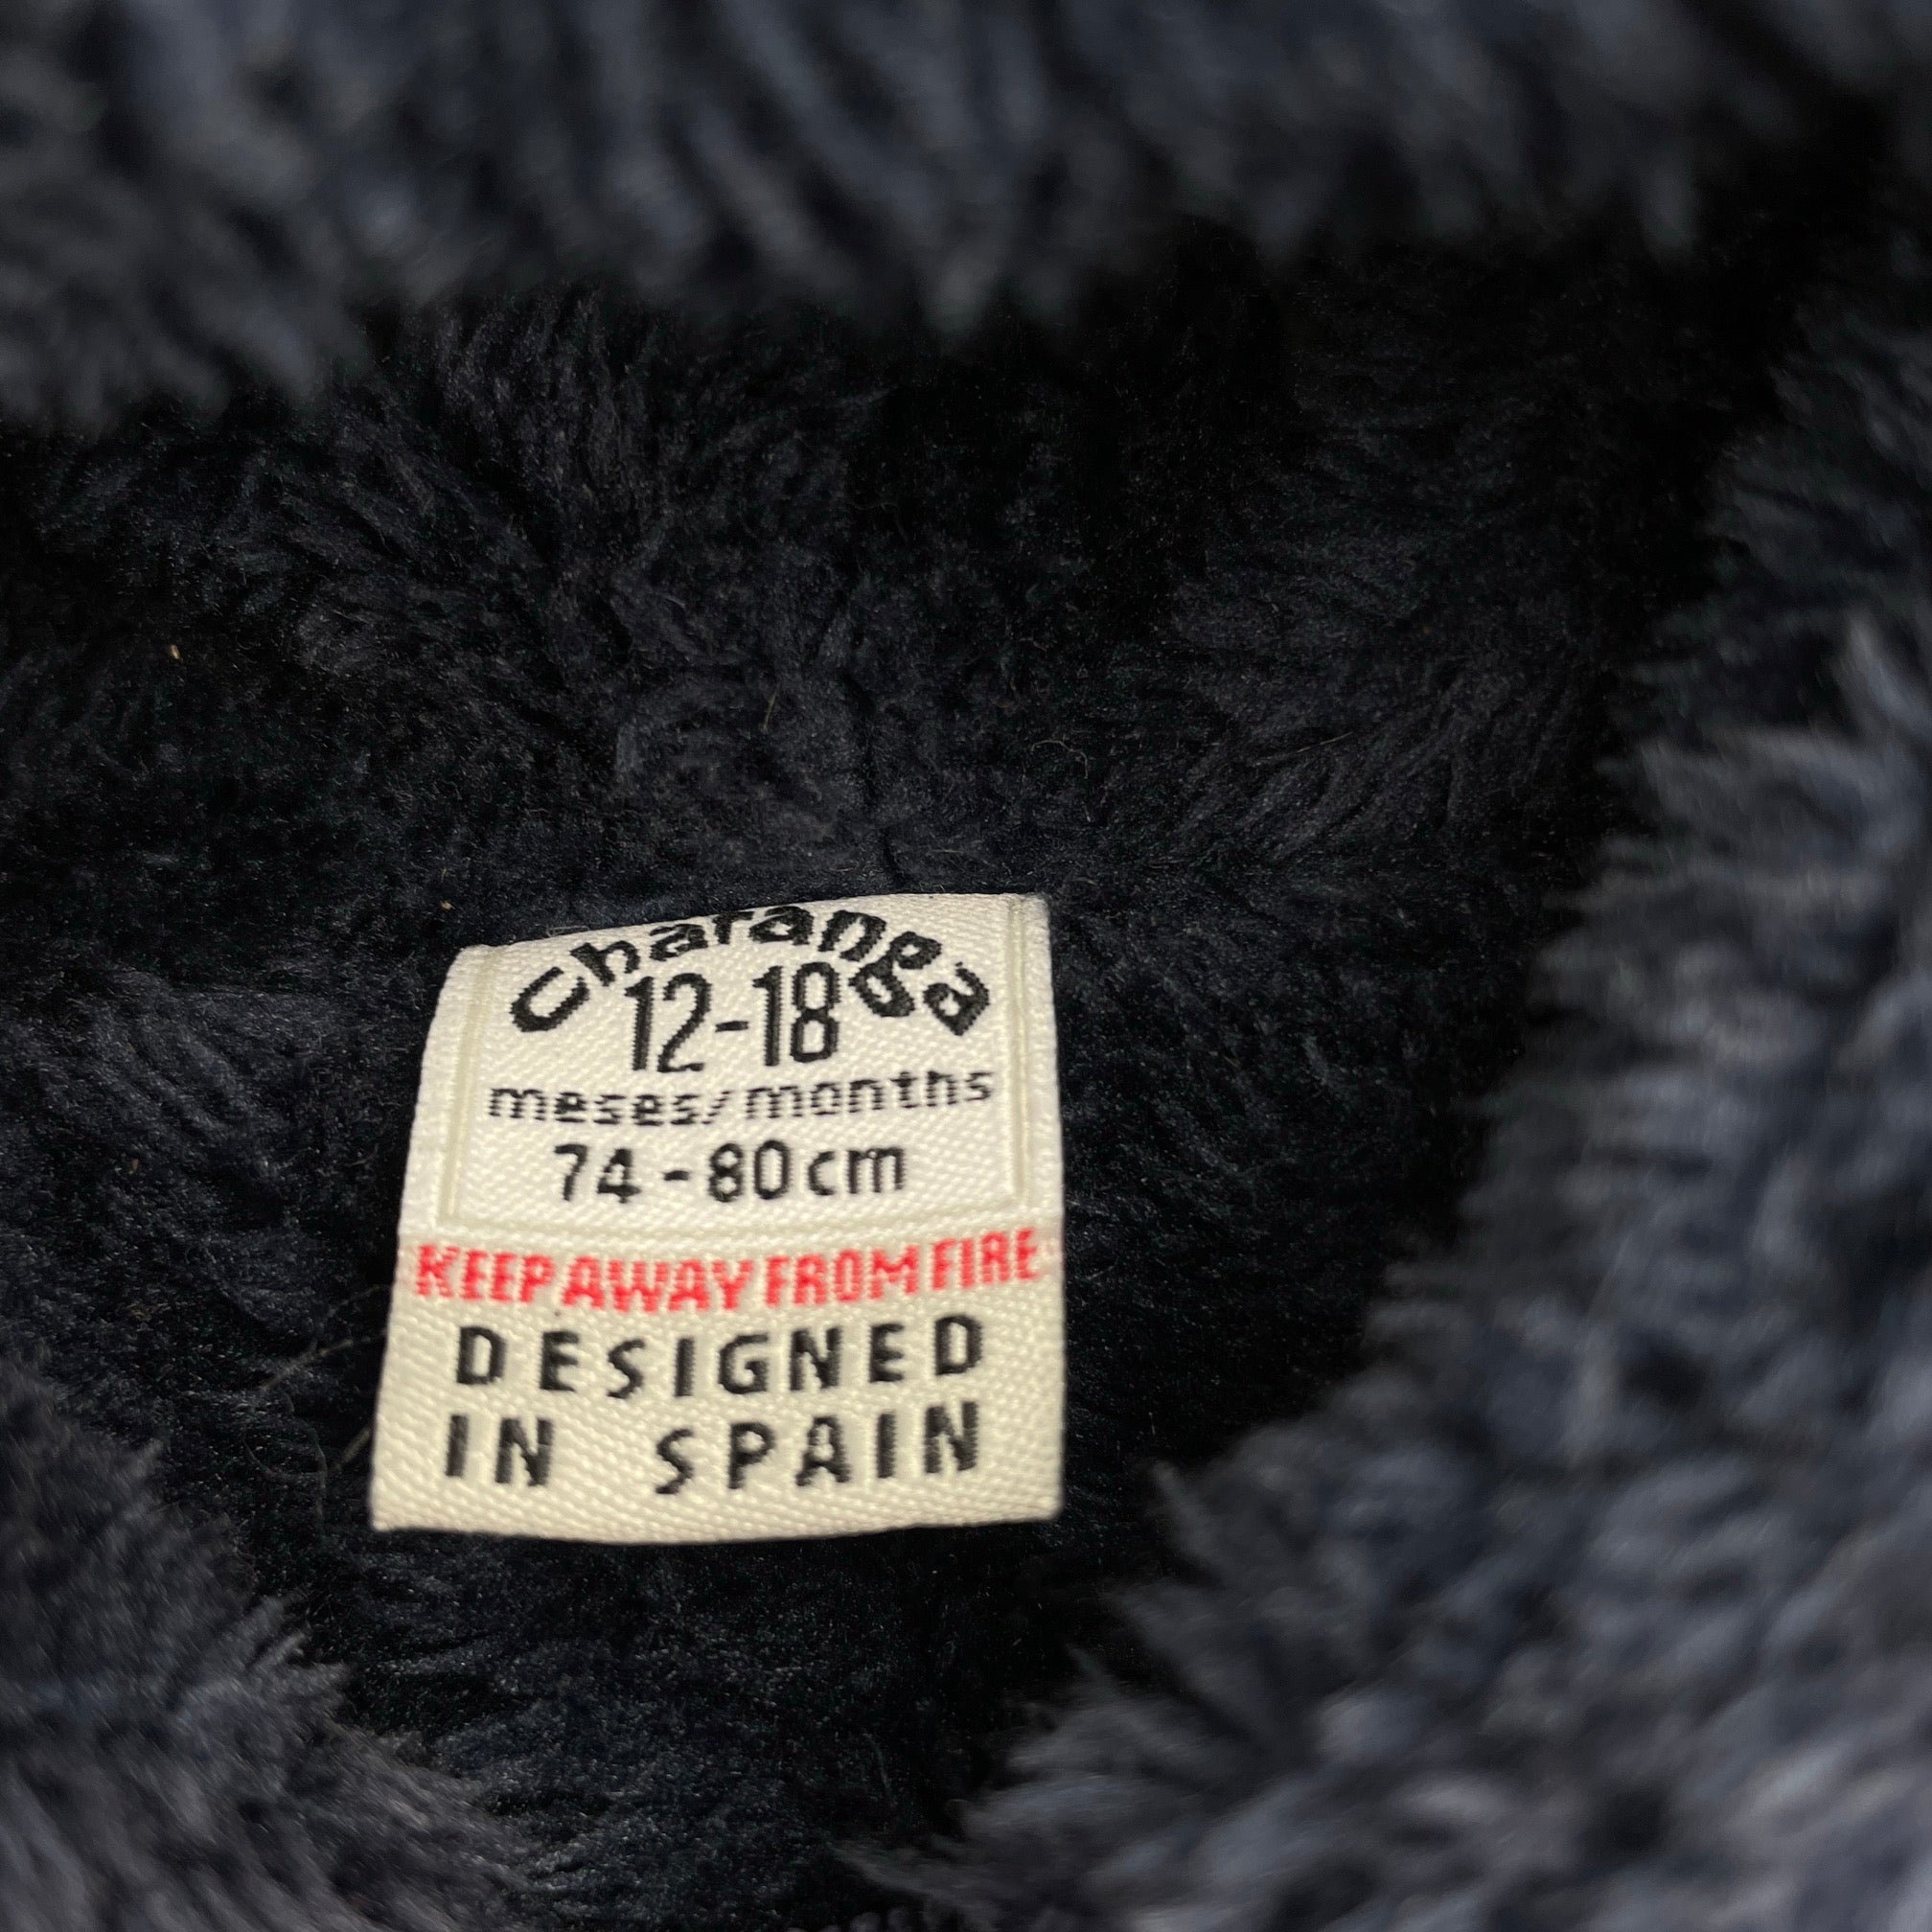 charanga
12-18
meses/months
74-80cm
KEEP AWAY FROM FIRE
DESIGNED
IN SPAIN